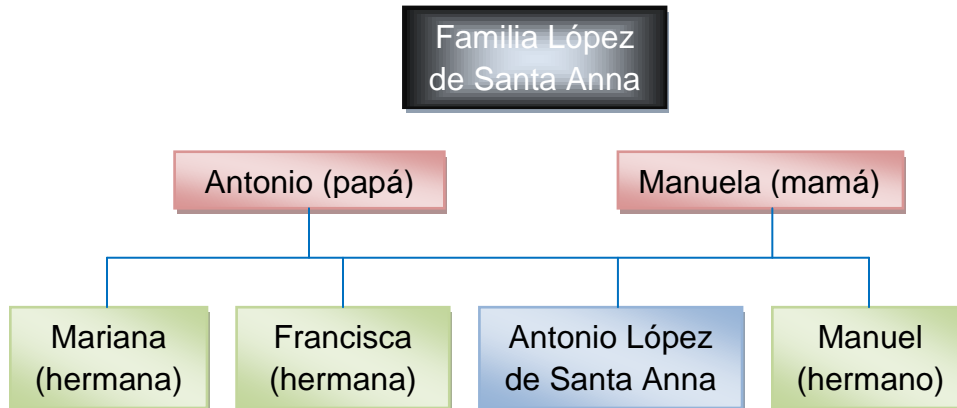 Familia López
de Santa Anna
Antonio (papá)
Manuela (mamá)
Mariana
(hermana)
Francisca
(hermana)
Antonio López
de Santa Anna
Manuel
(hermano)